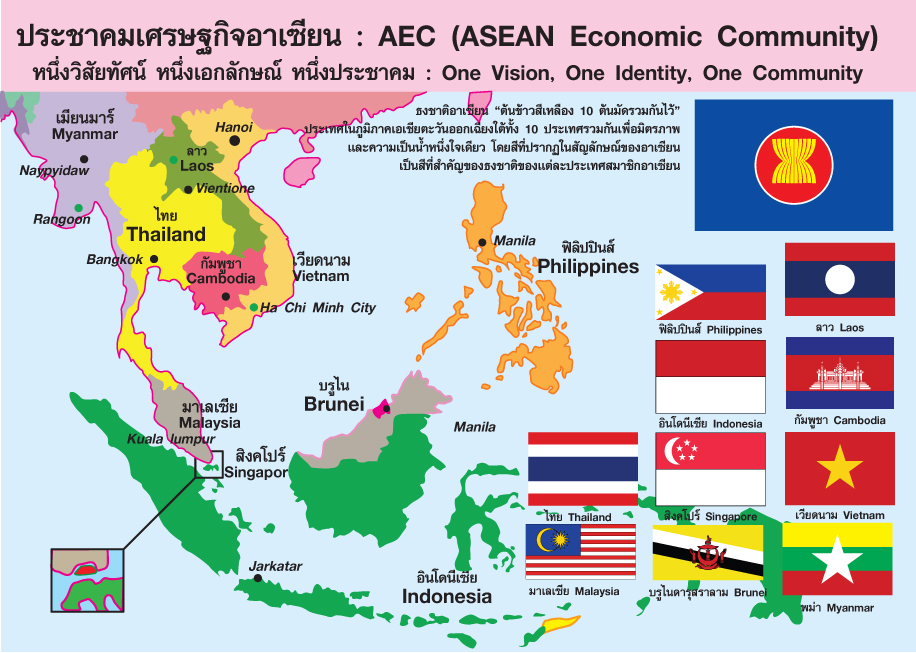 ประชาคมเศรษฐกิจอาเซียน : AEC (ASEAN Economic Community)
หนึ่งวิสัยทัศน์ หนึ่งเอกลักษณ์ หนึ่งประชาคม : One Vision, One Identity, One Community
ธงชาติอาเซียน “ต้นข้าวสีเหลือง 10 ต้นมัดรวมกันไว้”
ประเทศในภูมิภาคเอเชียตะวันออกเฉียงใต้ทั้ง 10 ประเทศรวมกันเพื่อมิตรภาพ
และความเป็นน้ำหนึ่งใจเดียว โดยสีที่ปรากฏในสัญลักษณ์ของอาเซียน
เป็นสีที่สำคัญของธงชาติของแต่ละประเทศสมาชิกอาเซียน
เมียนมาร์
Myanmar
Naypyidaw
Rangoon
Hanoi
ลาว
Laos
Vientione
ไทย
Thailand
Bangkok
กัมพูชา
Cambodia
เวียดนาม
Vietnam
Ha Chi Minh City
Manila
ฟิลิปปินส์
Philippines
บรูไน
Brunei
มาเลเซีย
Malaysia
Kuala lumpur
Manila
สิงคโปร์
Singapor
Jarkatar
อินโดนีเซีย
Indonesia
ฟิลิปปินส์ Philippines
ลาว Laos
อินโดนีเซีย Indonesia
กัมพูชา Cambodia
ไทย Thailand
สิงคโปร์ Singapore
เวียดนาม Vietnam
มาเลเซีย Malaysia
บรูไนดารุสราลาม Brunei
พม่า Myanmar